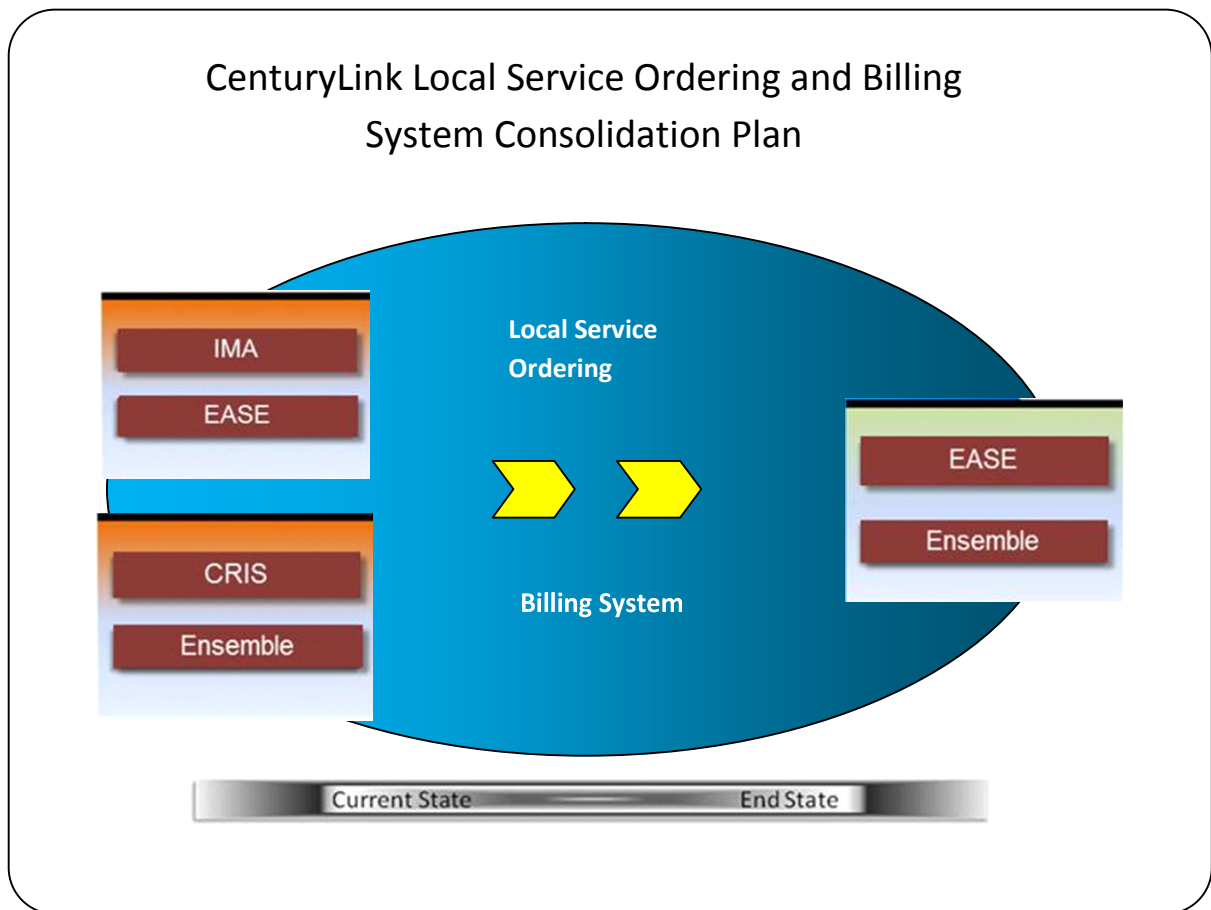 CenturyLink Local Service Ordering and Billing
System Consolidation Plan
IMA
EASE
Local Service
Ordering
CRIS
Ensemble
Billing System
EASE
Ensemble
Current State
End State